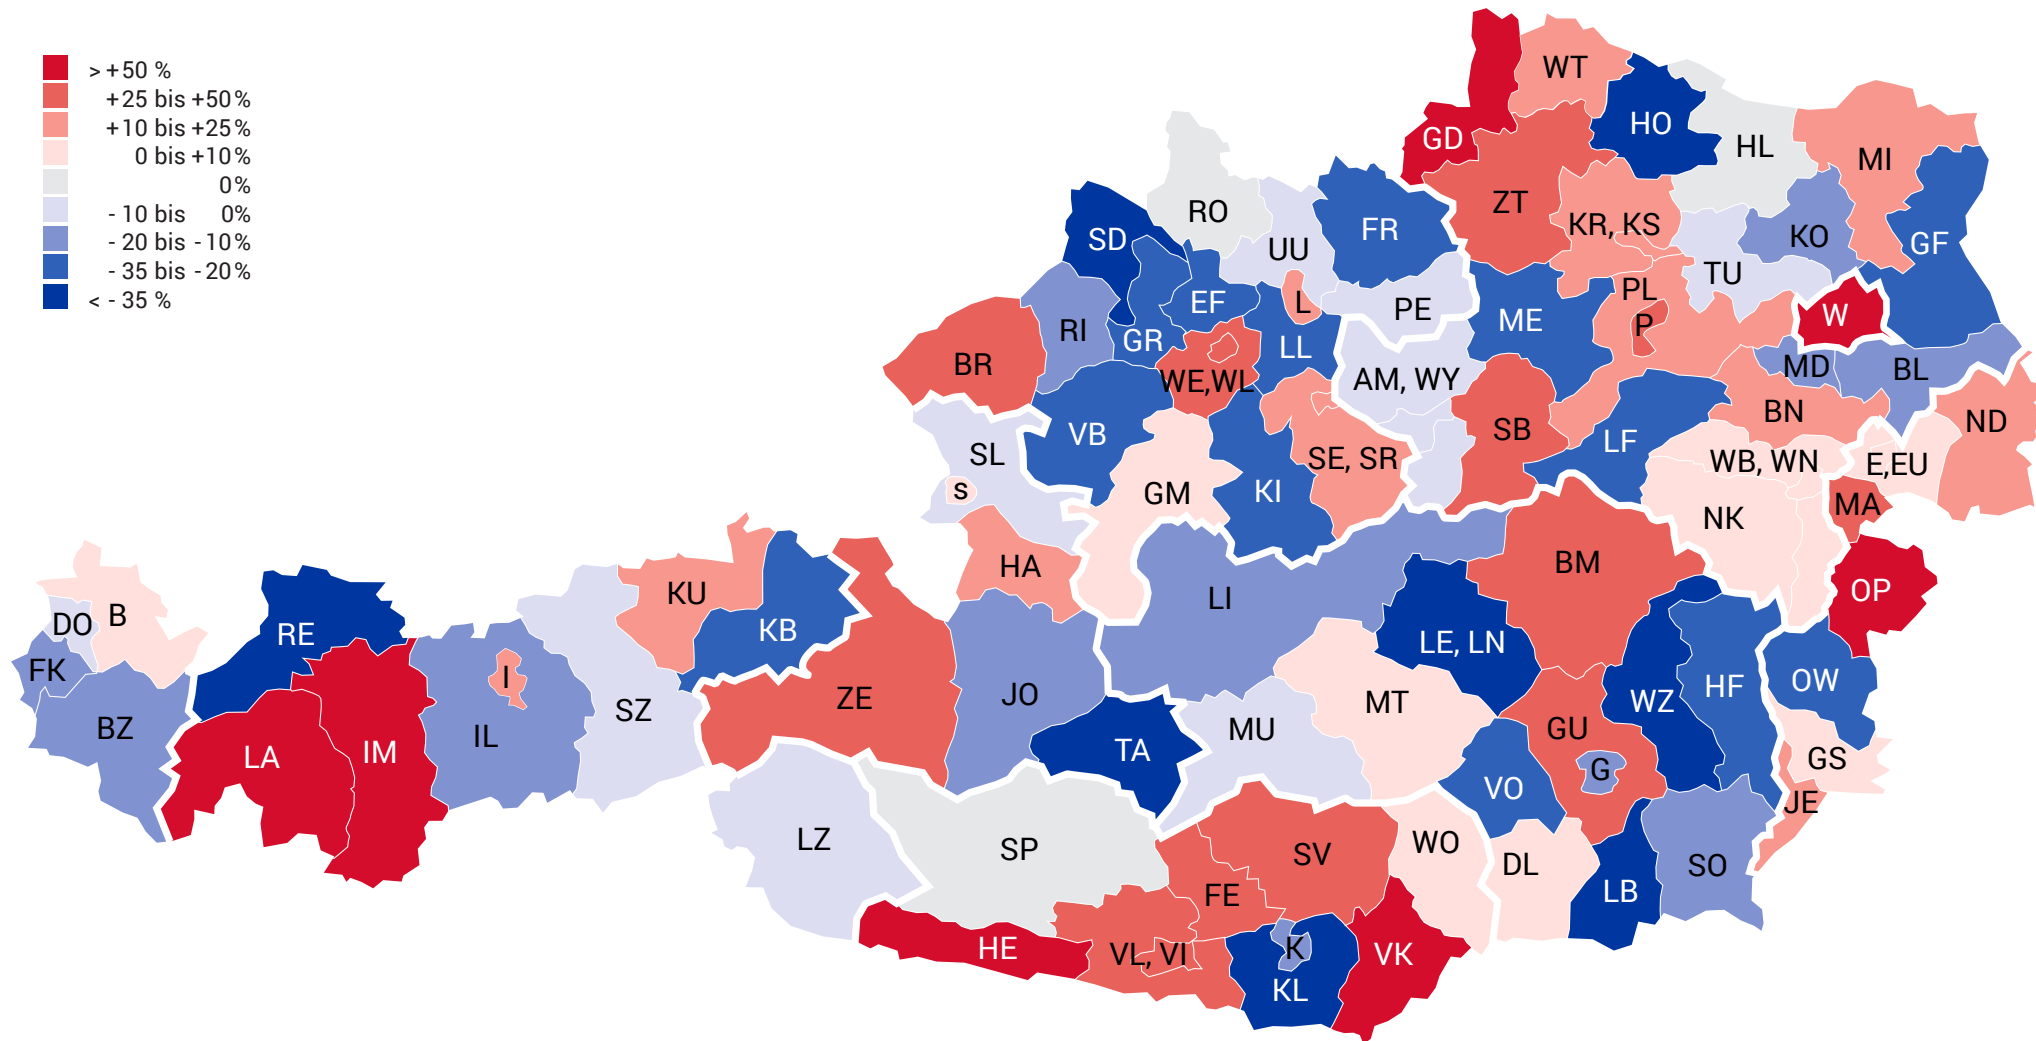 > +50 %
+25 bis +50%
+10 bis +25%
0 bis +10%
0%
- 10 bis 0%
- 20 bis - 10%
- 35 bis - 20%
< - 35 %
WT
HO
GD
HL
MI
ZT
RO
KR, KS
SD
FR
UU
KO
GF
TU
PL
L
EF
PE
W
P
ME
RI
GR
LL
BR
MD
BL
WE,WL
AM, WY
BN
ND
SB
VB
LF
SL
SE, SR
WB, WN
E,EU
S
GM
KI
MA
NK
HA
BM
OP
KU
LI
B
DO
RE
KB
LE, LN
FK
I
OW
HF
JO
ZE
WZ
MT
SZ
BZ
GU
MU
IL
TA
IM
LA
GS
G
VO
JE
LZ
WO
SP
SV
DL
SO
LB
FE
HE
K
VL, VI
VK
KL